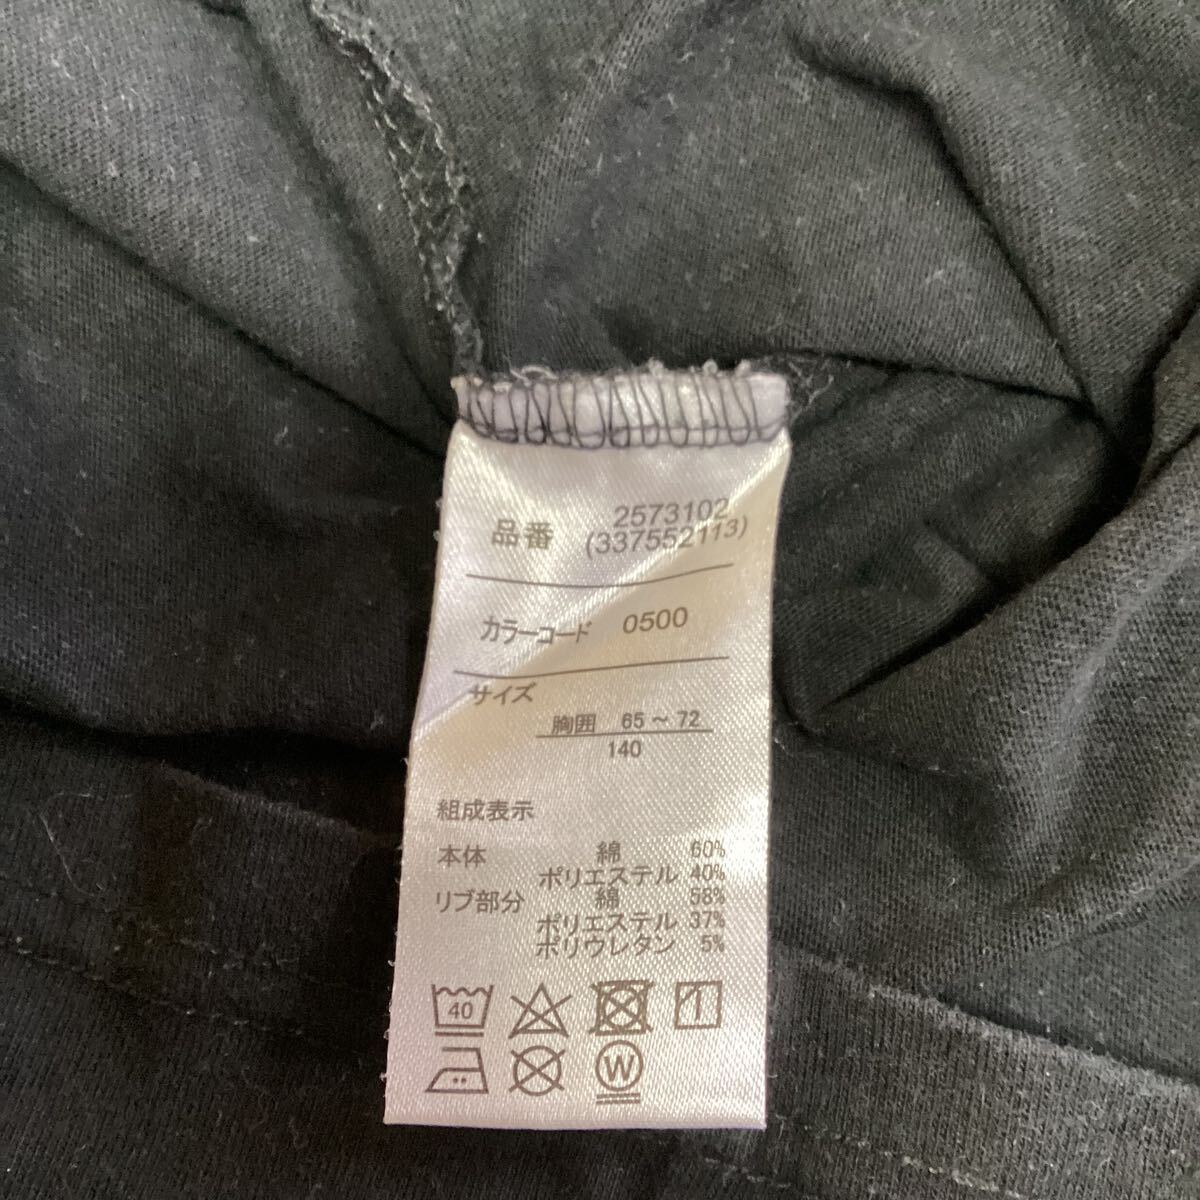 品番 2573102
(337552113)
カラーコード 0500
サイズ
胸囲 65～72
140
組成表示
本体 綿 60%
ポリエステル 40%
リブ部分 綿 58%
ポリエステル 37%
ポリウレタン 5%
40
W